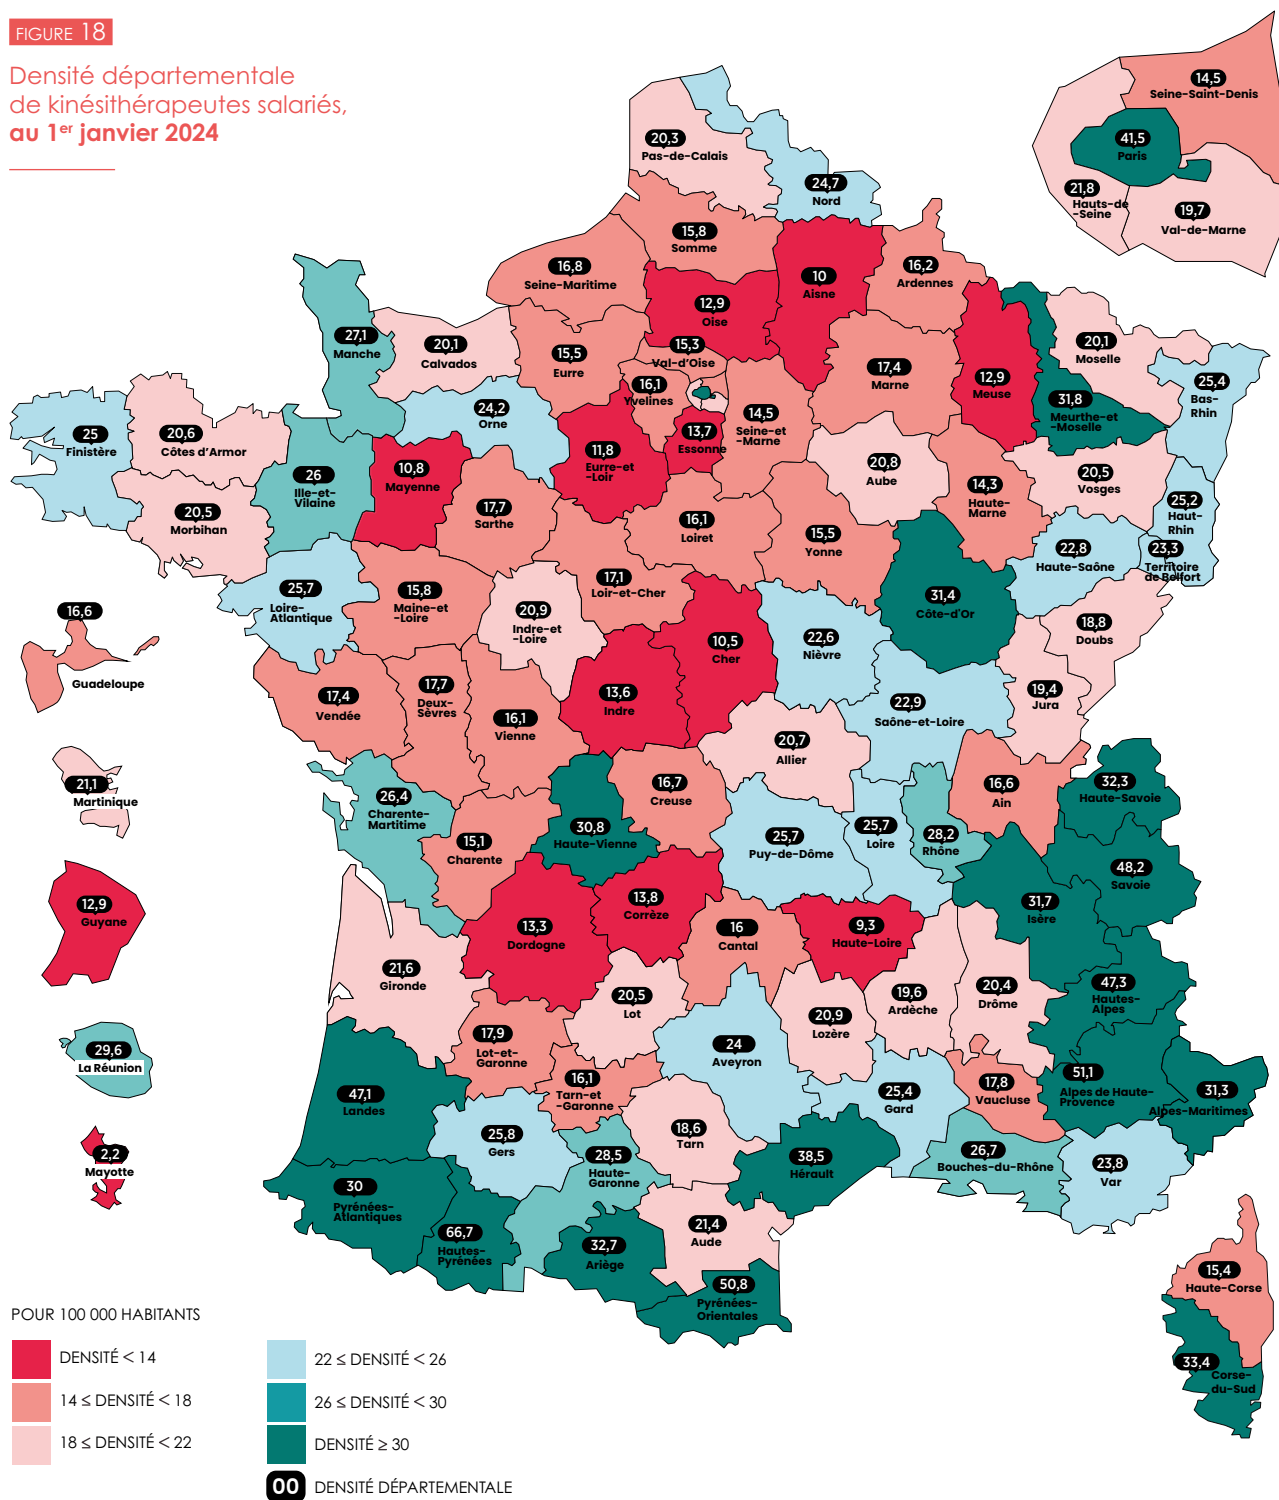 FIGURE 18
Densité départementale
de kinésithérapeutes salariés,
au 1er janvier 2024
14,5
Seine-Saint-Denis
41,5
Paris
21,8
Hauts-de
-Seine
19,7
Val-de-Marne
20,3
Pas-de-Calais
24,7
Nord
15,8
Somme
16,8
Seine-Maritime
10
Aisne
16,2
Ardennes
12,9
Oise
27,1
Manche
20,1
Calvados
15,5
Eurre
15,3
Val-d'Oise
16,1
Yvelines
17,4
Marne
12,9
Meuse
20,1
Moselle
31,8
Meurthe-et
-Moselle
25,4
Bas-
Rhin
24,2
Orne
14,5
Seine-et
-Marne
13,7
Essonne
25
Finistère
20,6
Côtes d'Armor
26
Ille-et-
Vilaine
10,8
Mayenne
11,8
Eurre-et
-Loir
20,8
Aube
14,3
Haute-
Marne
20,5
Vosges
25,2
Haut-
Rhin
20,5
Morbihan
17,7
Sarthe
16,1
Loiret
15,5
Yonne
22,8
Haute-Saône
23,3
Territoire
de Belfort
25,7
Loire-
Atlantique
15,8
Maine-et
-Loire
17,1
Loir-et-Cher
20,9
Indre-et
-Loire
10,5
Cher
22,6
Nièvre
31,4
Côte-d'Or
18,8
Doubs
16,6
Guadeloupe
17,4
Vendée
17,7
Deux-
Sèvres
16,1
Vienne
13,6
Indre
22,9
Saône-et-Loire
19,4
Jura
20,7
Allier
21,1
Martinique
26,4
Charente-
Martitime
15,1
Charente
30,8
Haute-Vienne
16,7
Creuse
25,7
Puy-de-Dôme
25,7
Loire
28,2
Rhône
16,6
Ain
32,3
Haute-Savoie
48,2
Savoie
12,9
Guyane
13,3
Dordogne
13,8
Corrèze
16
Cantal
9,3
Haute-Loire
31,7
Isère
21,6
Gironde
20,5
Lot
20,9
Lozère
19,6
Ardèche
20,4
Drôme
47,3
Hautes-
Alpes
29,6
La Réunion
17,9
Lot-et-
Garonne
24
Aveyron
47,1
Landes
16,1
Tarn-et
-Garonne
25,4
Gard
17,8
Vaucluse
51,1
Alpes de Haute-
Provence
31,3
Alpes-Maritimes
2,2
Mayotte
25,8
Gers
28,5
Haute-
Garonne
18,6
Tarn
38,5
Hérault
26,7
Bouches-du-Rhône
23,8
Var
30
Pyrénées-
Atlantiques
66,7
Hautes-
Pyrénées
32,7
Ariège
21,4
Aude
50,8
Pyrénées-
Orientales
15,4
Haute-Corse
33,4
Corse-
du-Sud
POUR 100 000 HABITANTS
DENSITÉ < 14
14 ≤ DENSITÉ < 18
18 ≤ DENSITÉ < 22
22 ≤ DENSITÉ < 26
26 ≤ DENSITÉ < 30
DENSITÉ ≥ 30
00 DENSITÉ DÉPARTEMENTALE